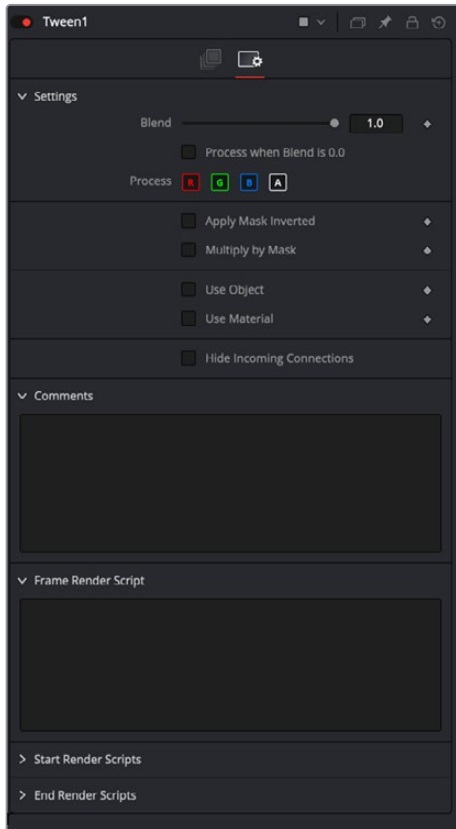 Tween1
Settings
Blend 1.0
Process when Blend is 0.0
Process R G B A
Apply Mask Inverted
Multiply by Mask
Use Object
Use Material
Hide Incoming Connections
Comments
Frame Render Script
Start Render Scripts
End Render Scripts